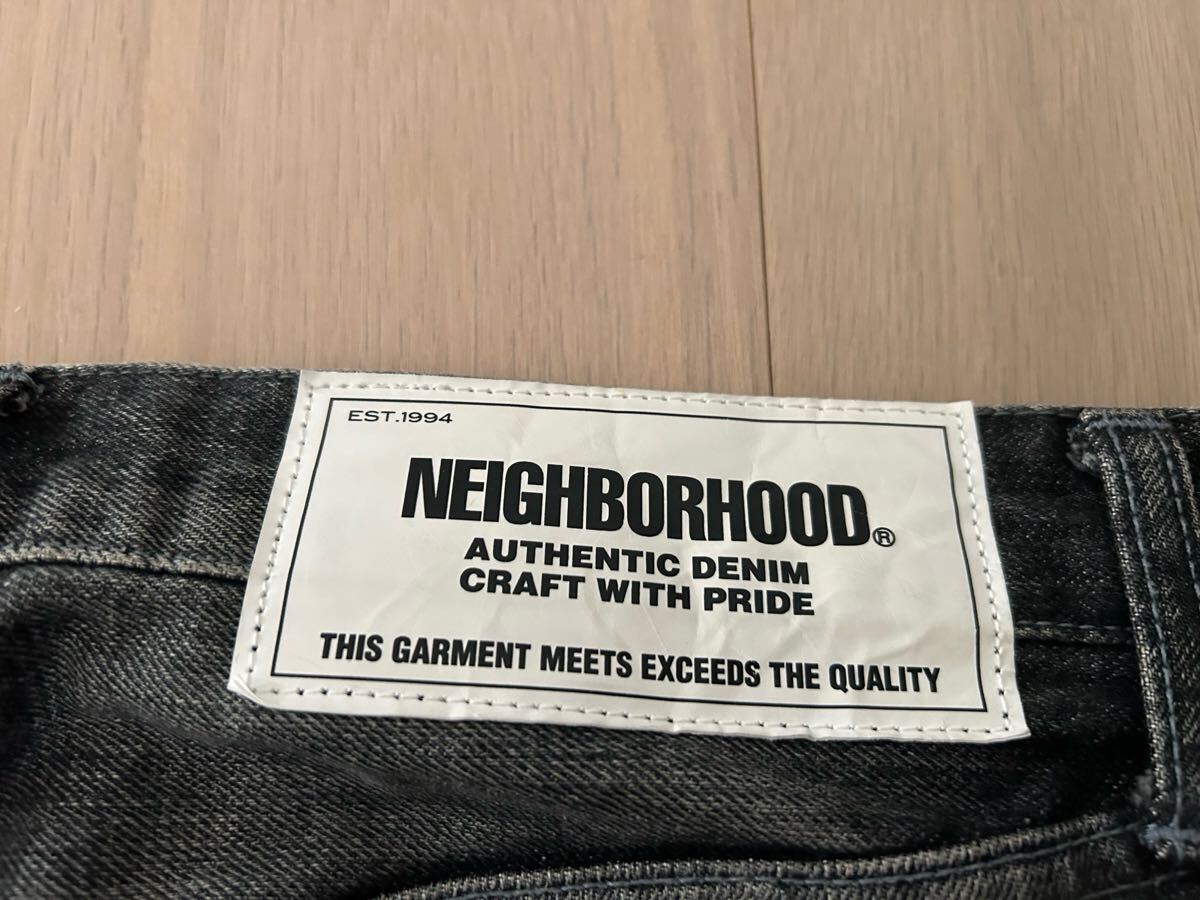 EST.1994
NEIGHBORHOOD®
AUTHENTIC DENIM
CRAFT WITH PRIDE
THIS GARMENT MEETS EXCEEDS THE QUALITY